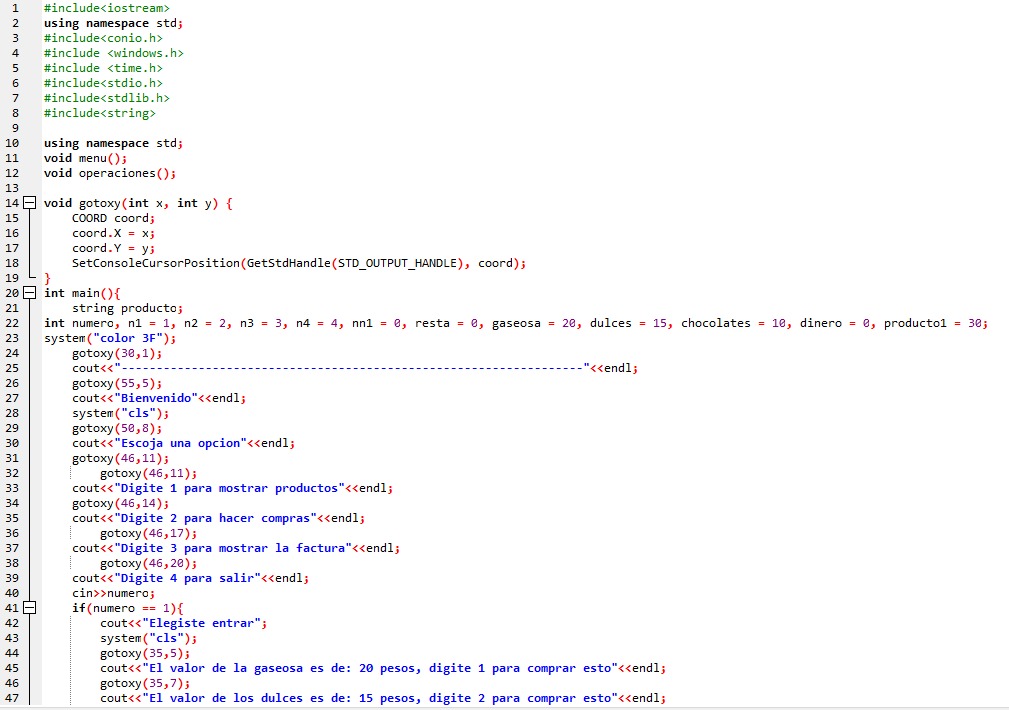 1 #include<iostream>
2 using namespace std;
3 #include<conio.h>
4 #include <windows.h>
5 #include <time.h>
6 #include<stdio.h>
7 #include<stdlib.h>
8 #include<string>
9
10 using namespace std;
11 void menu();
12 void operaciones();
13
14 void gotoxy(int x, int y) {
15 COORD coord;
16 coord.X = x;
17 coord.Y = y;
18 SetConsoleCursorPosition(GetStdHandle(STD_OUTPUT_HANDLE), coord);
19 }
20 int main(){
21 string producto;
22 int numero, n1 = 1, n2 = 2, n3 = 3, n4 = 4, nn1 = 0, resta = 0, gaseosa = 20, dulces = 15, chocolates = 10, dinero = 0, producto1 = 30;
23 system("color 3F");
24 gotoxy(30,1);
25 cout<<"------------------------------------------------------------------"<<endl;
26 gotoxy(55,5);
27 cout<<"Bienvenido"<<endl;
28 system("cls");
29 gotoxy(50,8);
30 cout<<"Escoja una opcion"<<endl;
31 gotoxy(46,11);
32 gotoxy(46,11);
33 cout<<"Digite 1 para mostrar productos"<<endl;
34 gotoxy(46,14);
35 cout<<"Digite 2 para hacer compras"<<endl;
36 gotoxy(46,17);
37 cout<<"Digite 3 para mostrar la factura"<<endl;
38 gotoxy(46,20);
39 cout<<"Digite 4 para salir"<<endl;
40 cin>>numero;
41 if(numero == 1){
42 cout<<"Elegiste entrar";
43 system("cls");
44 gotoxy(35,5);
45 cout<<"El valor de la gaseosa es de: 20 pesos, digite 1 para comprar esto"<<endl;
46 gotoxy(35,7);
47 cout<<"El valor de los dulces es de: 15 pesos, digite 2 para comprar esto"<<endl;